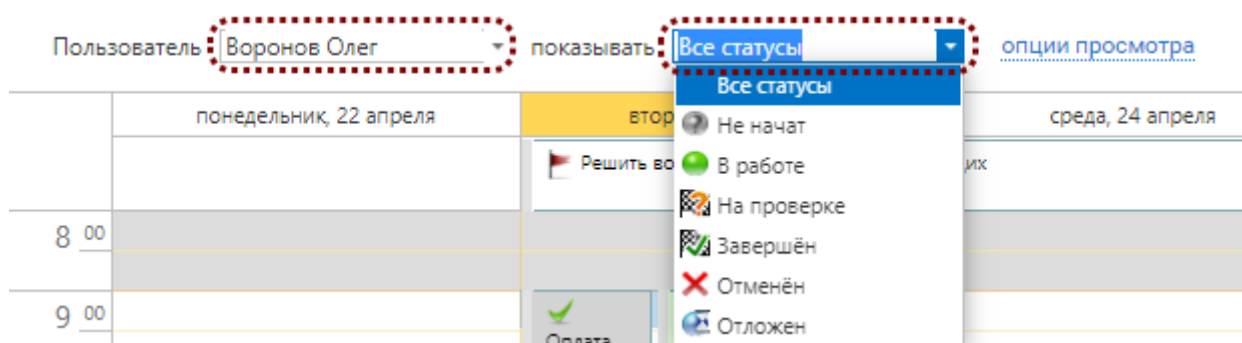 Пользователь Воронов Олег показывать Все статусы опции просмотра
Все статусы
понедельник, 22 апреля втор среда, 24 апреля
Не начат
Решить во их
В работе
На проверке
8 00
Завершён
Отменён
9 00
Отложен
Оплата